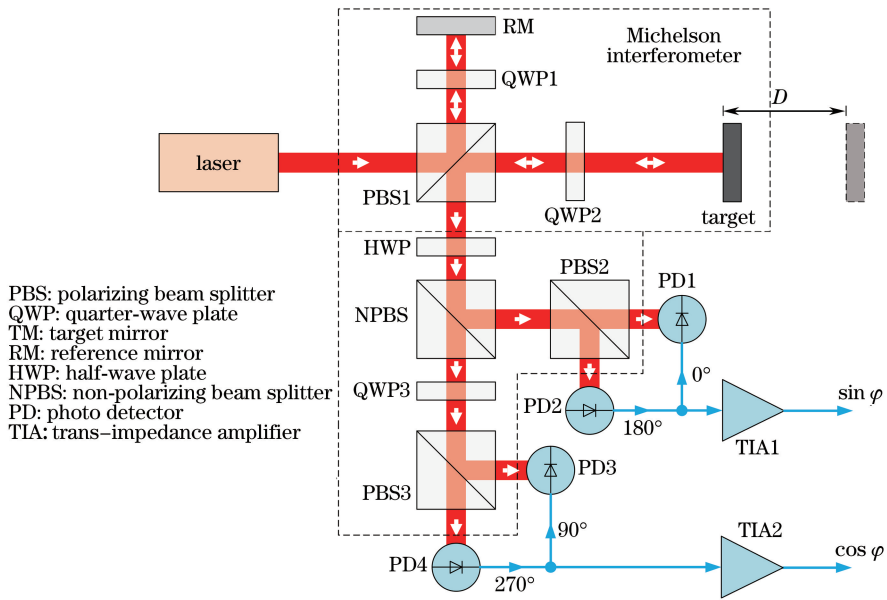 RM
Michelson
interferometer
QWP1
D
laser
PBS1
QWP2
target
HWP
PBS2
PD1
NPBS
PBS: polarizing beam splitter
QWP: quarter-wave plate
TM: target mirror
RM: reference mirror
HWP: half-wave plate
NPBS: non-polarizing beam splitter
PD: photo detector
TIA: trans-impedance amplifier
0°
QWP3
PD2
180°
sin φ
TIA1
PBS3
PD3
90°
TIA2
cos φ
PD4
270°